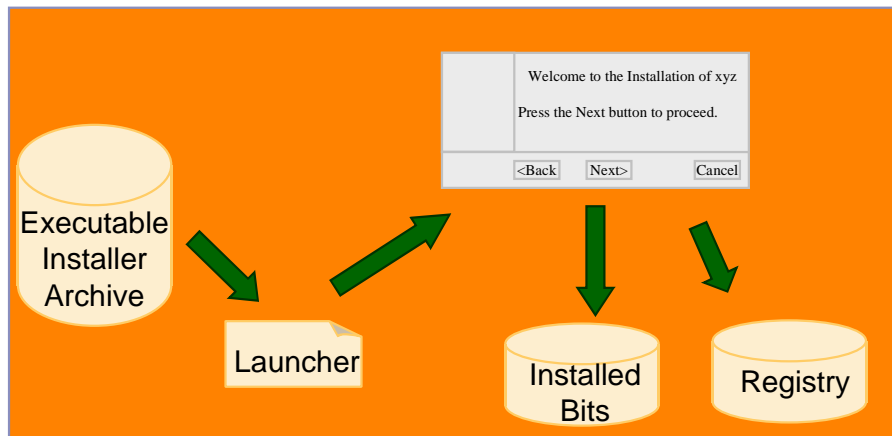 Welcome to the Installation of xyz
Press the Next button to proceed.
<Back Next> Cancel
Executable
Installer
Archive
Launcher
Installed
Bits
Registry